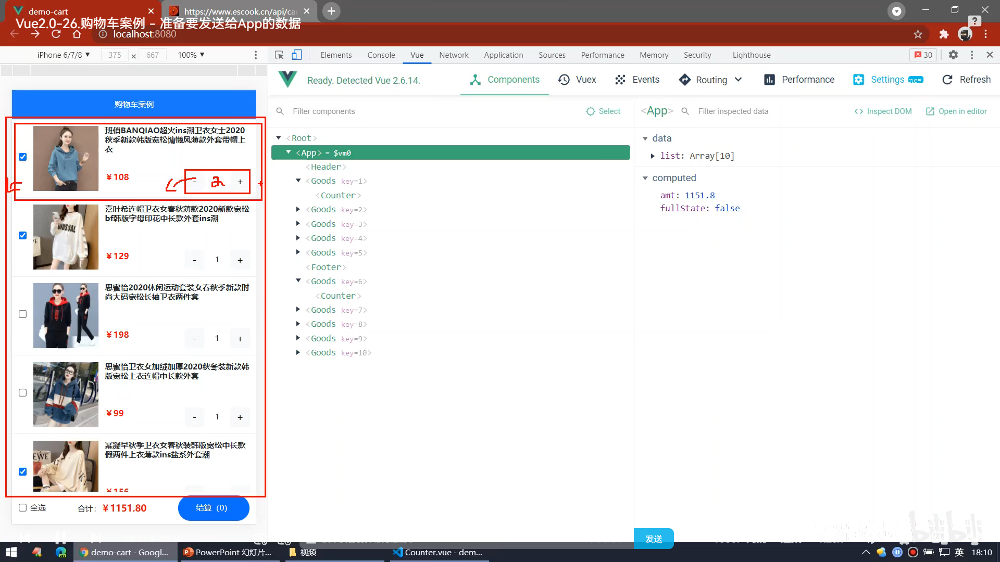 demo-cart
https://www.escook.cn/api/ca
Vue2.0-26.购物车案例 - 准备要发送给App的数据
localhost:8080
iPhone 6/7/8 ▼
375 × 667
100% ▼
Elements
Console
Vue
Network
Application
Sources
Performance
Memory
Security
Lighthouse
30
Ready. Detected Vue 2.6.14.
Components
Vuex
Events
Routing
Performance
Settings new
Refresh
Filter components
Select
<App>
Filter inspected data
Inspect DOM
Open in editor
购物车案例
班俏BANQIAO超火ins潮卫衣女士2020
秋季新款韩版宽松慵懒风薄款外套带帽上
衣
¥108
- 2 +
嘉叶希连帽卫衣女春秋薄款2020新款宽松
bf韩版字母印花中长款外套ins潮
¥129
- 1 +
思蜜怡2020休闲运动套装女春秋季新款时
尚大码宽松长袖卫衣两件套
¥198
- 1 +
思蜜怡卫衣女加绒加厚2020秋冬装新款韩
版宽松上衣连帽中长款外套
¥99
- 1 +
幂凝早秋季卫衣女春秋装韩版宽松中长款
假两件上衣薄款ins盐系外套潮
¥156
全选
合计: ¥1151.80
结算 (0)
<Root>
<App> = $vm0
<Header>
<Goods key=1>
<Counter>
<Goods key=2>
<Goods key=3>
<Goods key=4>
<Goods key=5>
<Footer>
<Goods key=6>
<Counter>
<Goods key=7>
<Goods key=8>
<Goods key=9>
<Goods key=10>
data
list: Array[10]
computed
amt: 1151.8
fullState: false
发送
bilibili
demo-cart - Googl...
PowerPoint 幻灯片...
视频
Counter.vue - dem...
英
18:10